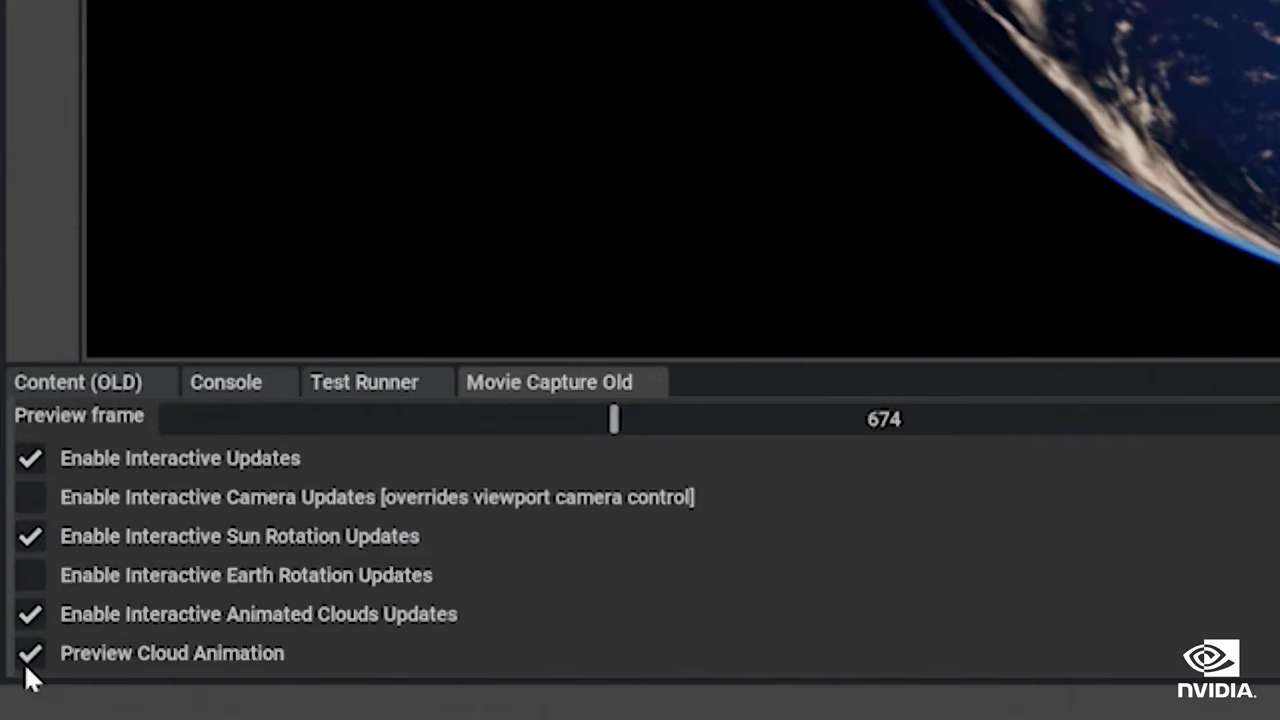 Content (OLD) Console Test Runner Movie Capture Old
Preview frame 674
Enable Interactive Updates
Enable Interactive Camera Updates [overrides viewport camera control]
Enable Interactive Sun Rotation Updates
Enable Interactive Earth Rotation Updates
Enable Interactive Animated Clouds Updates
Preview Cloud Animation
NVIDIA.